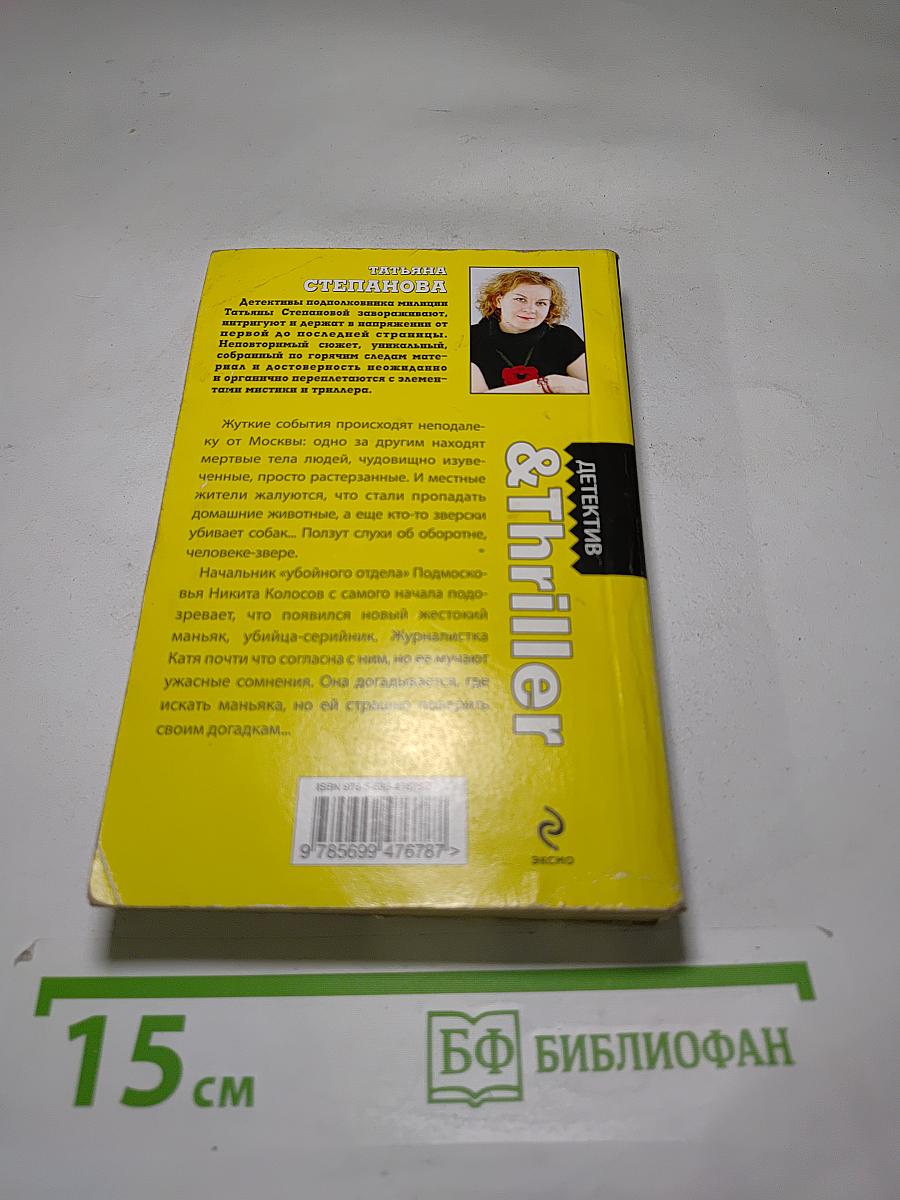 ТАТЬЯНА
СТЕПАНОВА
Детективы подполковника милиции
Татьяны Степановой завораживают,
интригуют и держат в напряжении от
первой до последней страницы.
Неповторимый сюжет, уникальный,
собранный по горячим следам мате-
риал и достоверность неожиданно
и органично переплетаются с элемен-
тами мистики и триллера.
Жуткие события происходят неподале-
ку от Москвы: одно за другим находят
мертвые тела людей, чудовищно изуве-
ченные, просто растерзанные. И местные
жители жалуются, что стали пропадать
домашние животные, а еще кто-то зверски
убивает собак... Ползут слухи об оборотне,
человеке-звере.
Начальник «убойного отдела» Подмоско-
вья Никита Колосов с самого начала подо-
зревает, что появился новый жестокий
маньяк, убийца-серийник. Журналистка
Катя почти что согласна с ним, но ее мучают
ужасные сомнения. Она догадывается, где
искать маньяка, но ей страшно поверить
своим догадкам...
ДЕТЕКТИВ
&Thriller
ISBN 978-5-699-47678-7
9 785699 476787 >
ЭКСМО
15 см
БФ БИБЛИОФАН